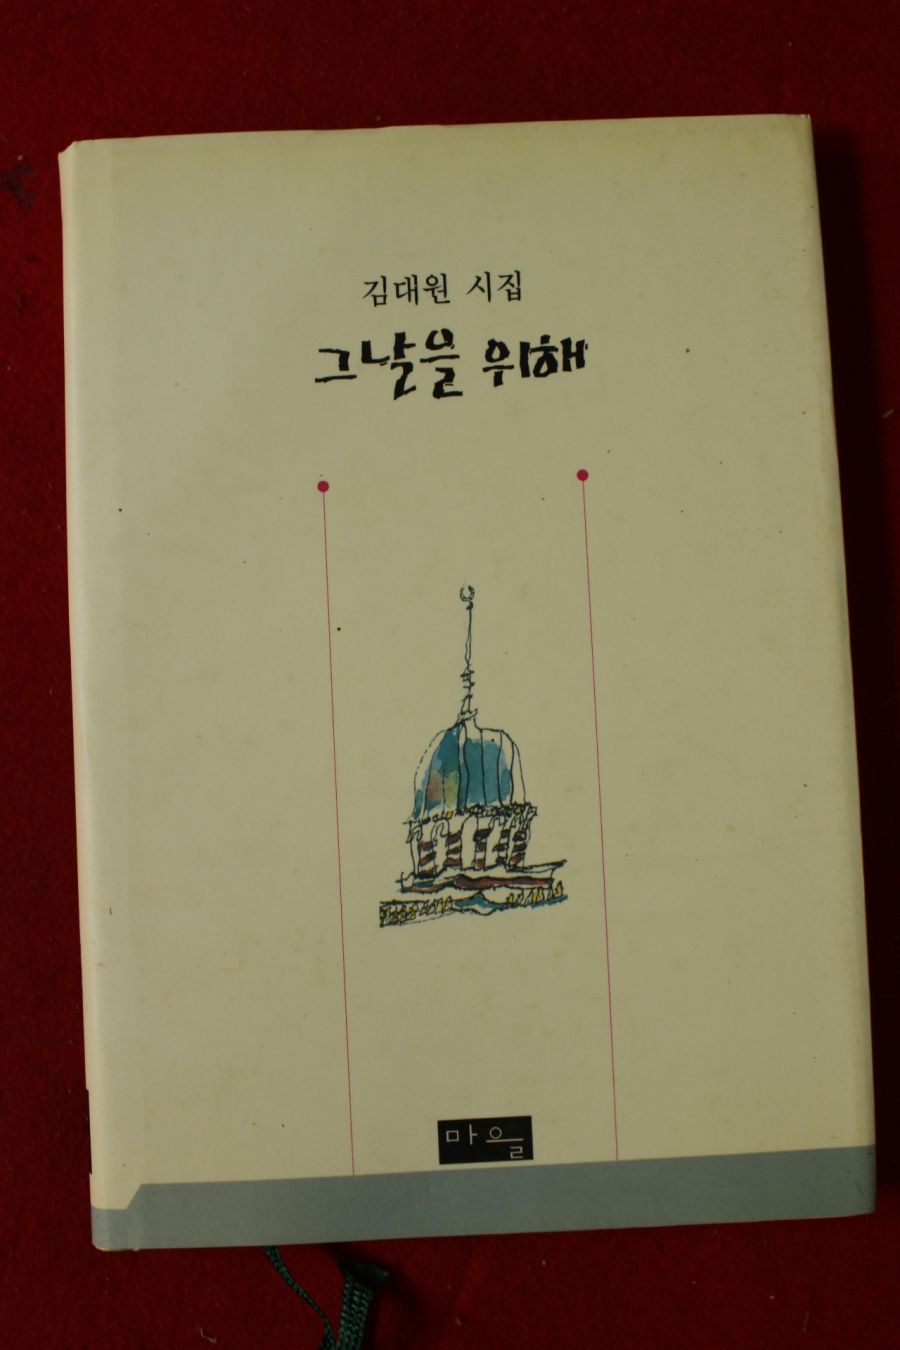 김대원 시집
그날을 위해
마을